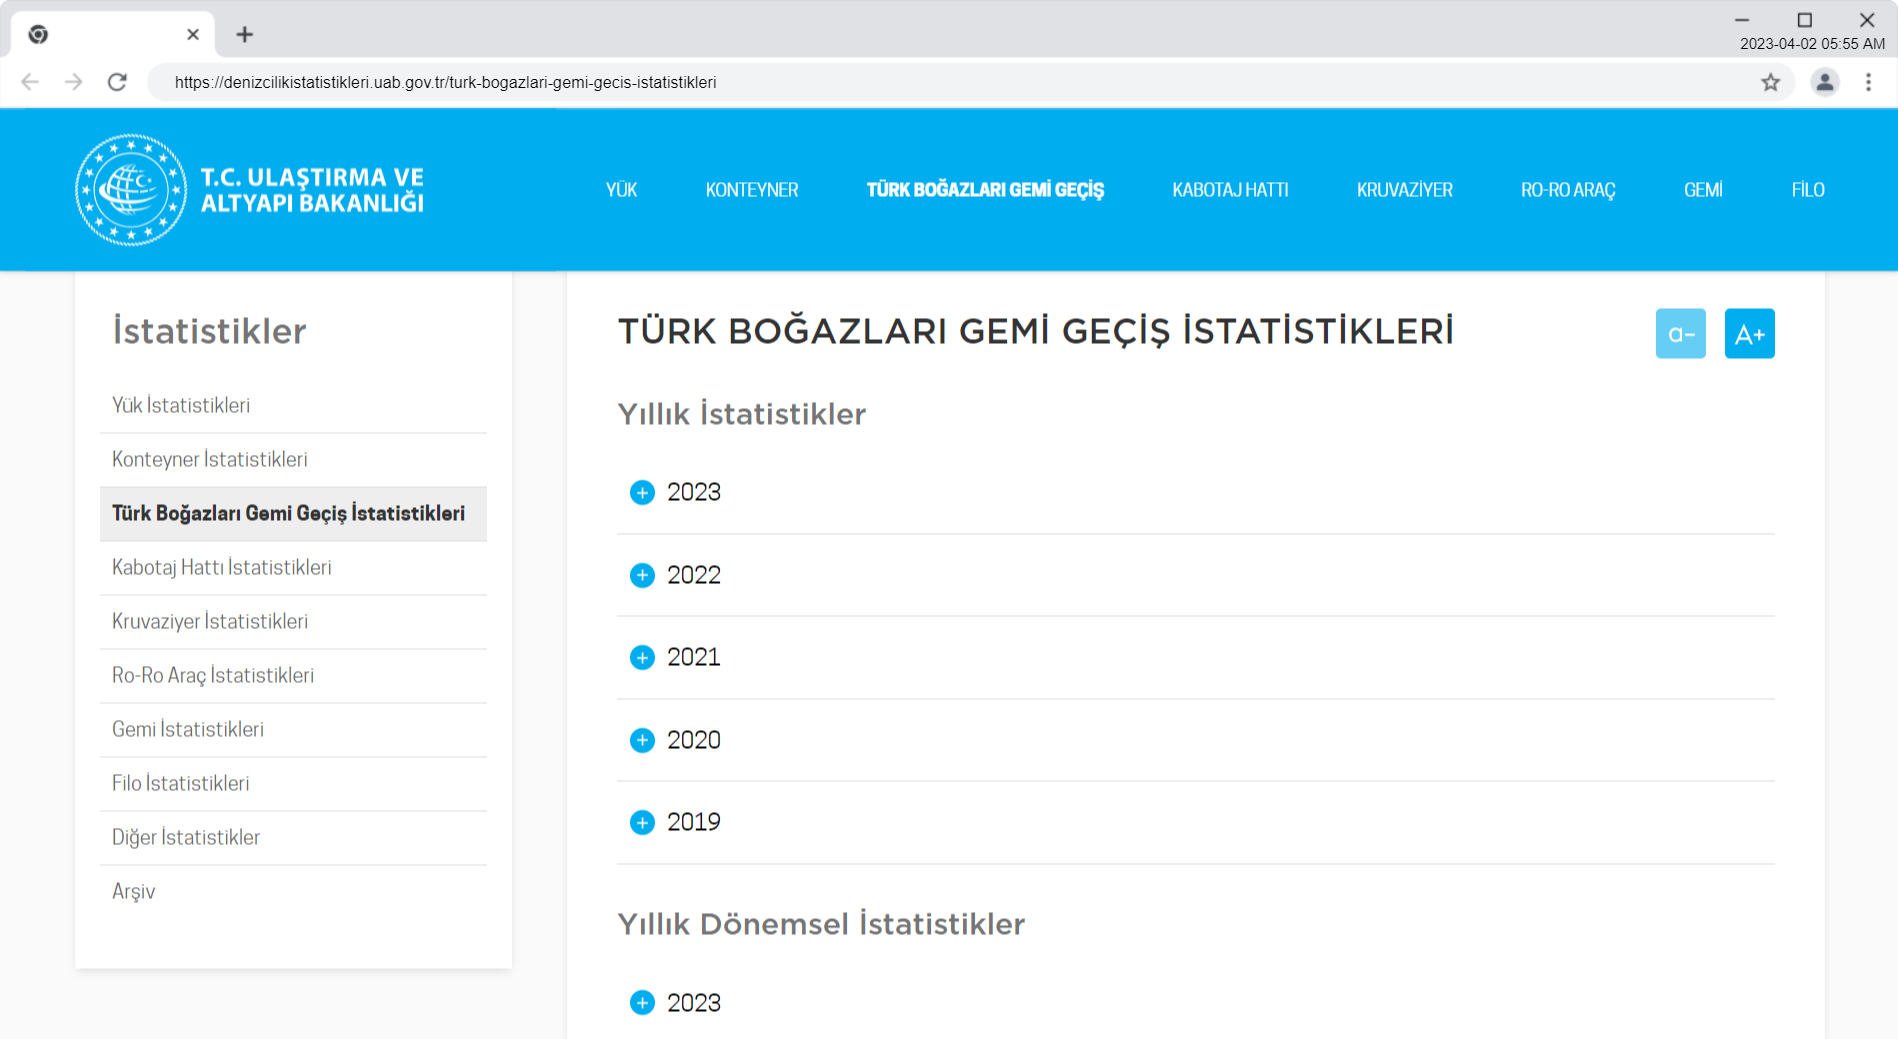 2023-04-02 05:55 AM
https://denizcilikistatistikleri.uab.gov.tr/turk-bogazlari-gemi-gecis-istatistikleri
T.C. ULAŞTIRMA VE
ALTYAPI BAKANLIĞI
YÜK
KONTEYNER
TÜRK BOĞAZLARI GEMİ GEÇİŞ
KABOTAJ HATTI
KRUVAZİYER
RO-RO ARAÇ
GEMİ
FİLO
İstatistikler
Yük İstatistikleri
Konteyner İstatistikleri
Türk Boğazları Gemi Geçiş İstatistikleri
Kabotaj Hattı İstatistikleri
Kruvaziyer İstatistikleri
Ro-Ro Araç İstatistikleri
Gemi İstatistikleri
Filo İstatistikleri
Diğer İstatistikler
Arşiv
TÜRK BOĞAZLARI GEMİ GEÇİŞ İSTATİSTİKLERİ
a-
A+
Yıllık İstatistikler
2023
2022
2021
2020
2019
Yıllık Dönemsel İstatistikler
2023